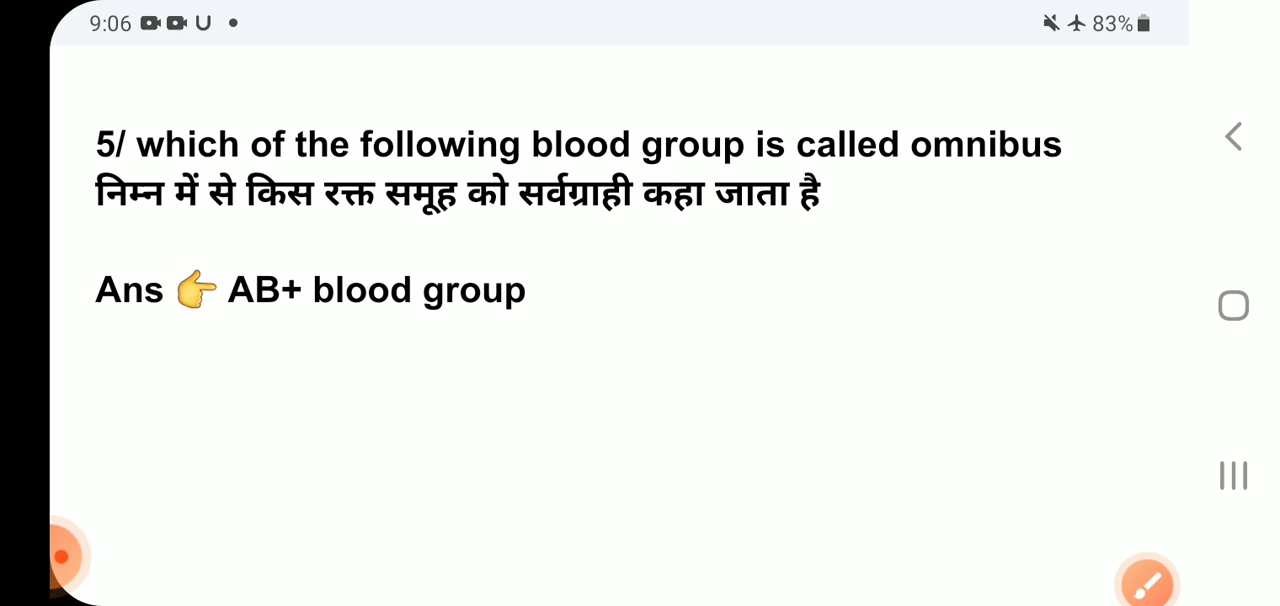 9:06 83%
5/ which of the following blood group is called omnibus
निम्न में से किस रक्त समूह को सर्वग्राही कहा जाता है
Ans 👉 AB+ blood group